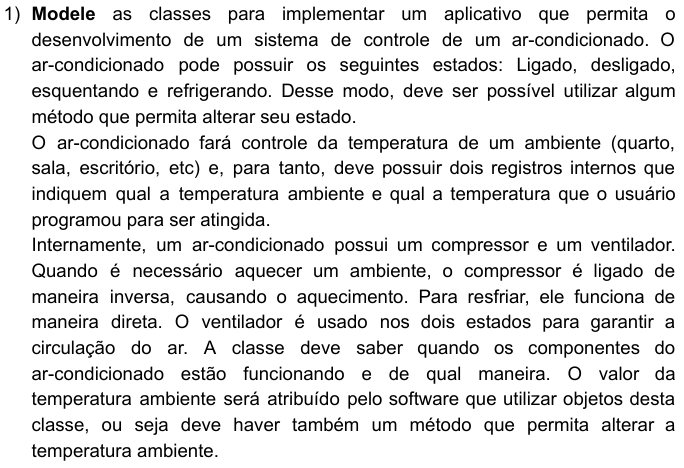 1) Modele as classes para implementar um aplicativo que permita o
desenvolvimento de um sistema de controle de um ar-condicionado. O
ar-condicionado pode possuir os seguintes estados: Ligado, desligado,
esquentando e refrigerando. Desse modo, deve ser possível utilizar algum
método que permita alterar seu estado.
O ar-condicionado fará controle da temperatura de um ambiente (quarto,
sala, escritório, etc) e, para tanto, deve possuir dois registros internos que
indiquem qual a temperatura ambiente e qual a temperatura que o usuário
programou para ser atingida.
Internamente, um ar-condicionado possui um compressor e um ventilador.
Quando é necessário aquecer um ambiente, o compressor é ligado de
maneira inversa, causando o aquecimento. Para resfriar, ele funciona de
maneira direta. O ventilador é usado nos dois estados para garantir a
circulação do ar. A classe deve saber quando os componentes do
ar-condicionado estão funcionando e de qual maneira. O valor da
temperatura ambiente será atribuído pelo software que utilizar objetos desta
classe, ou seja deve haver também um método que permita alterar a
temperatura ambiente.